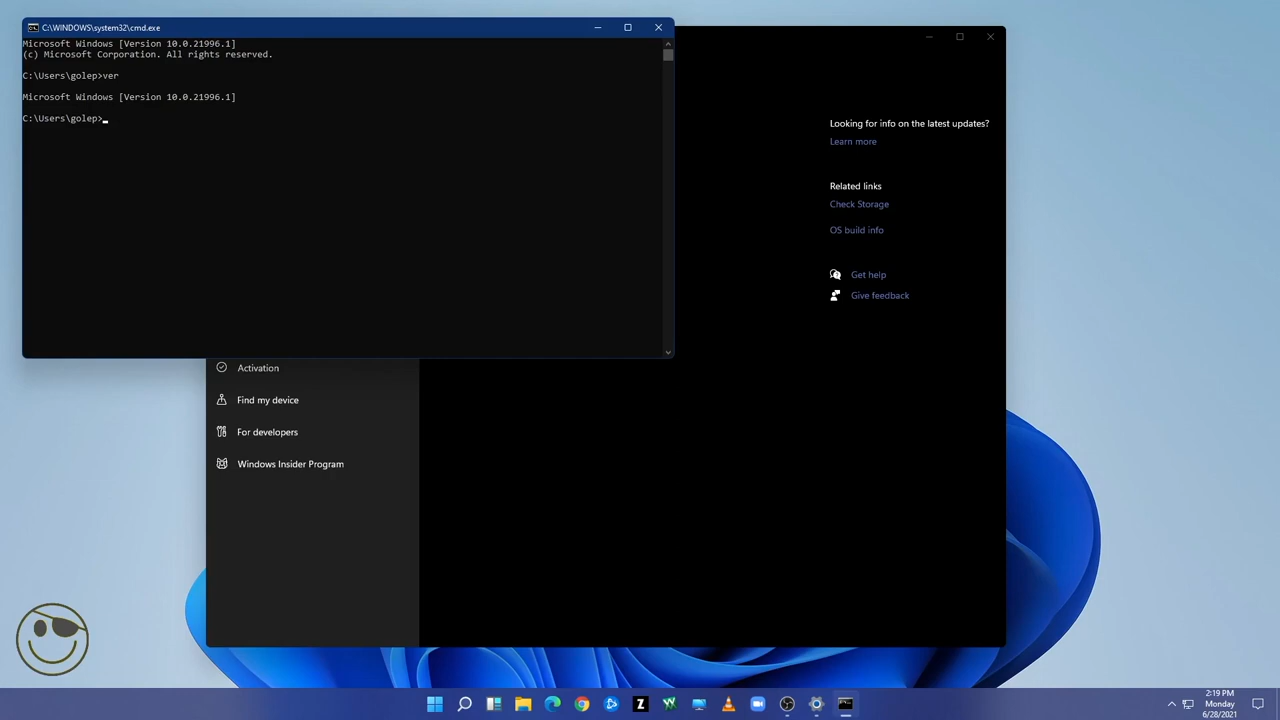 C:\WINDOWS\system32\cmd.exe
Microsoft Windows [Version 10.0.21996.1]
(c) Microsoft Corporation. All rights reserved.
C:\Users\golep>ver
Microsoft Windows [Version 10.0.21996.1]
C:\Users\golep>
Looking for info on the latest updates?
Learn more
Related links
Check Storage
OS build info
Get help
Give feedback
Activation
Find my device
For developers
Windows Insider Program
Z
W
2:19 PM
Monday
6/28/2021